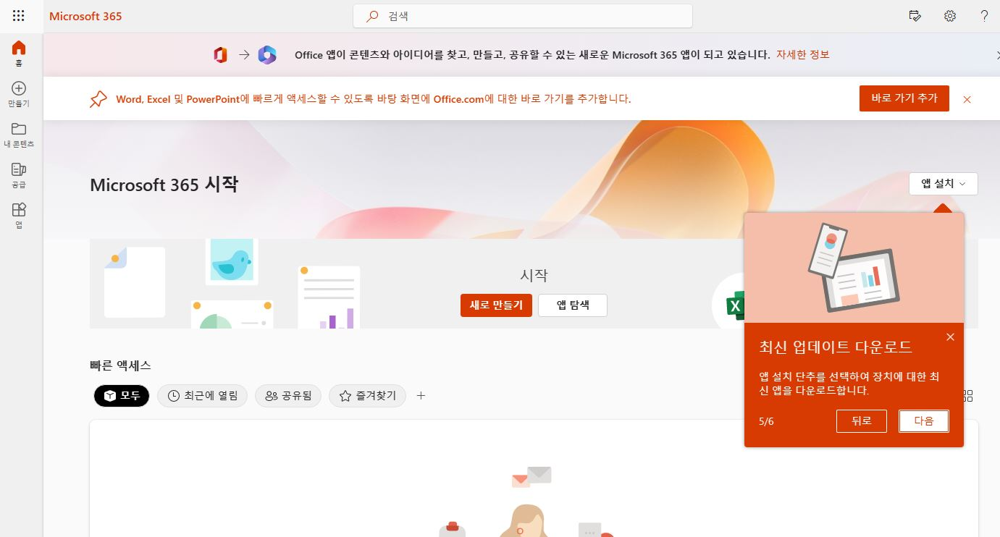 Microsoft 365
검색
홈
만들기
내 콘텐츠
공급
앱
Office 앱이 콘텐츠와 아이디어를 찾고, 만들고, 공유할 수 있는 새로운 Microsoft 365 앱이 되고 있습니다. 자세한 정보
Word, Excel 및 PowerPoint에 빠르게 액세스할 수 있도록 바탕 화면에 Office.com에 대한 바로 가기를 추가합니다.
바로 가기 추가
Microsoft 365 시작
앱 설치
시작
새로 만들기
앱 탐색
X
최신 업데이트 다운로드
앱 설치 단추를 선택하여 장치에 대한 최
신 앱을 다운로드합니다.
5/6
뒤로
다음
빠른 액세스
모두
최근에 열림
공유됨
즐겨찾기